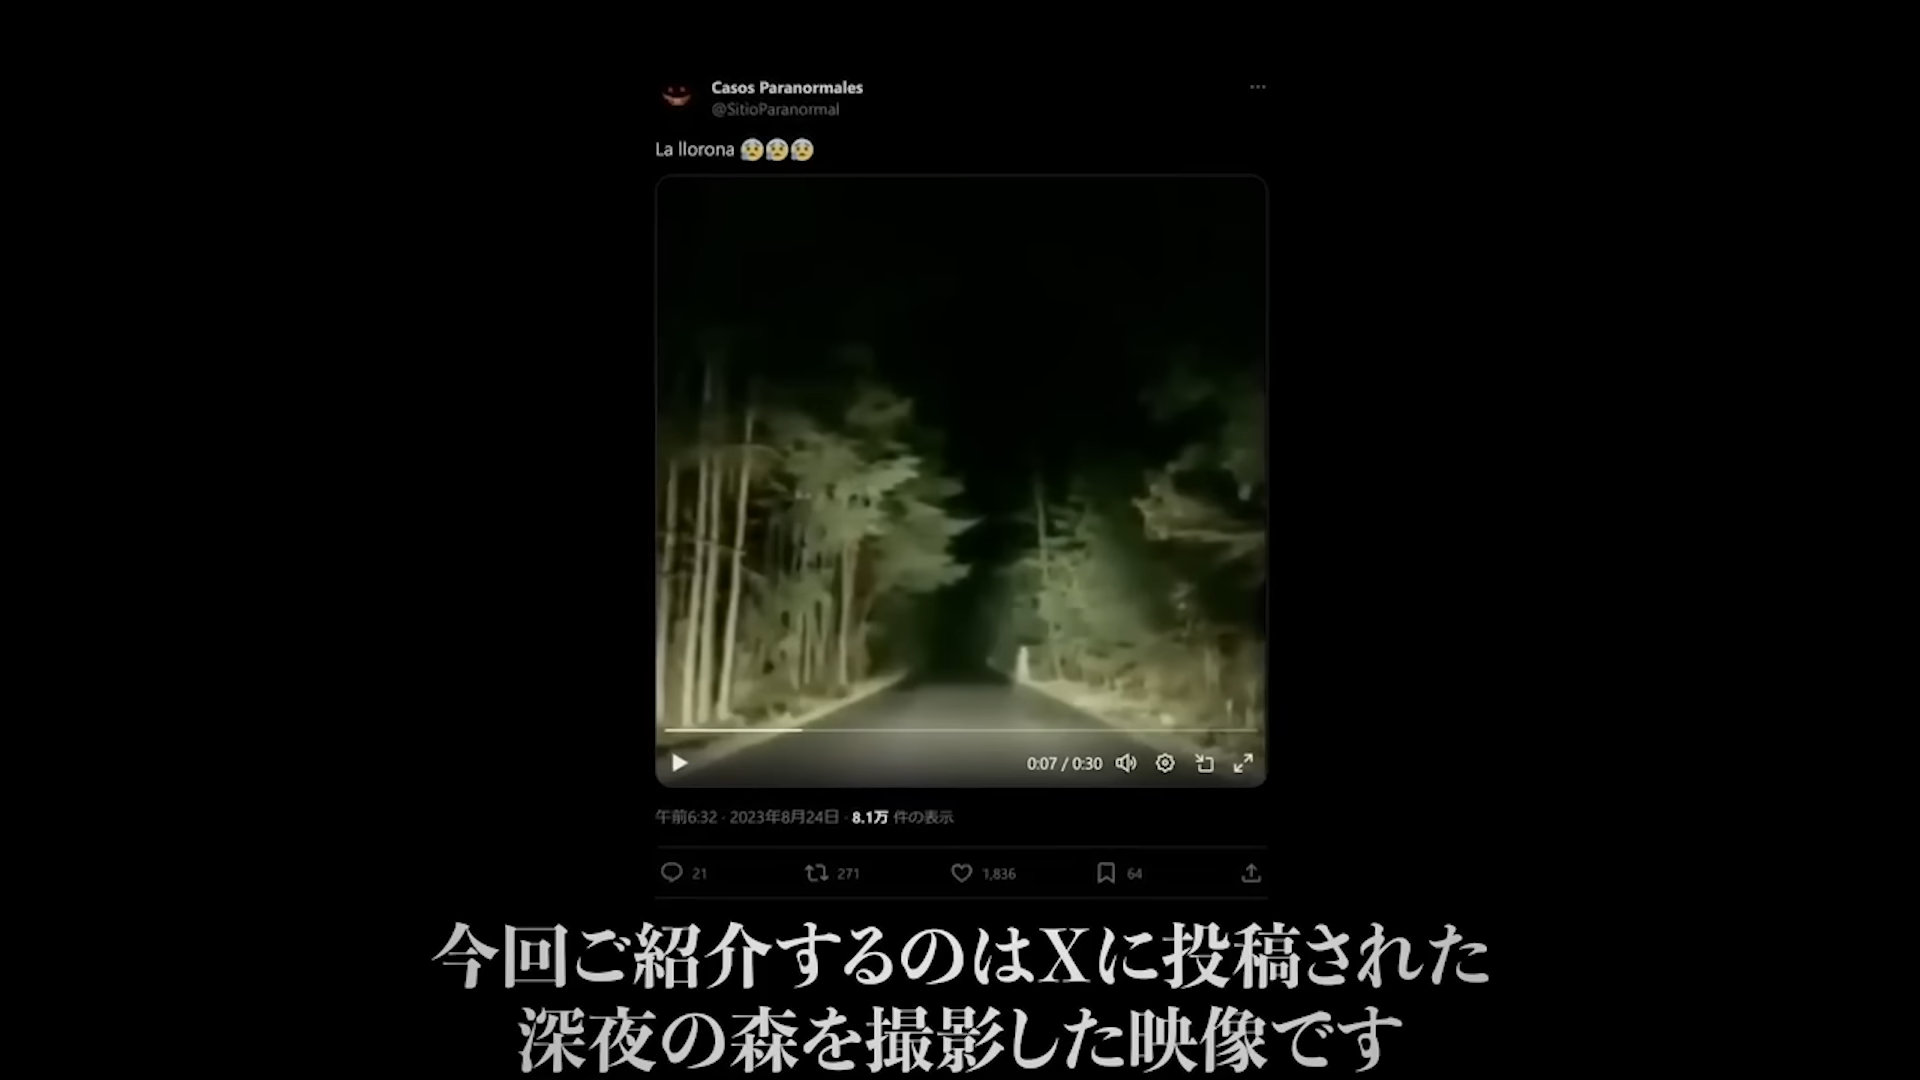 Casos Paranormales
@SitioParanormal
La llorona 😰😰😰
0:07 / 0:30
午前6:32 · 2023年8月24日 · 8.1万 件の表示
21 271 1,836 64
今回ご紹介するのはXに投稿された
深夜の森を撮影した映像です